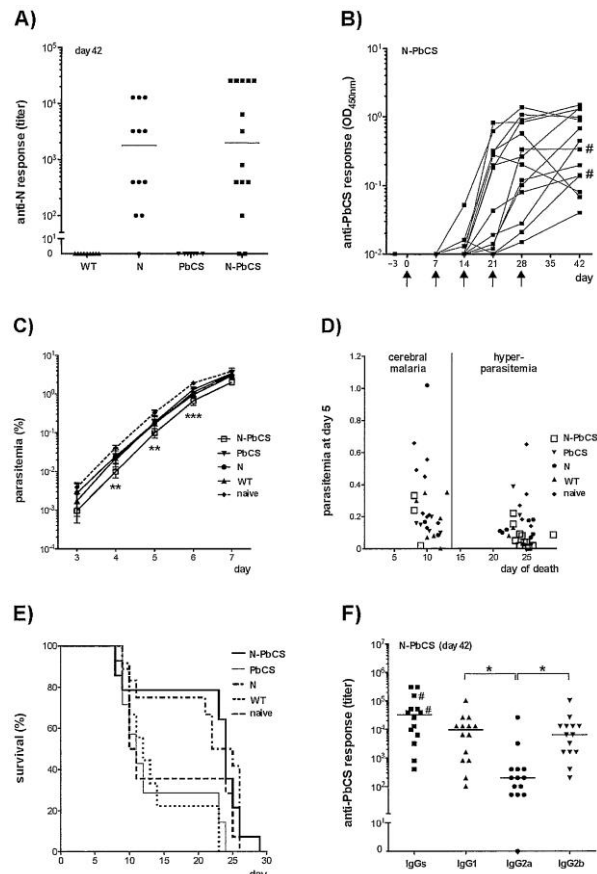 A)
day 42
anti-N response (titer)
10^5
10^4
10^3
10^2
0
WT
N
PbCS
N-PbCS
B)
N-PbCS
anti-PbCS response (OD450nm)
10^1
10^0
10^-1
10^-2
#
#
-3 0 7 14 21 28 35 42
day
C)
parasitemia (%)
10^1
10^0
10^-1
10^-2
10^-3
10^-4
**
**
***
N-PbCS
PbCS
N
WT
naive
3 4 5 6 7
day
D)
cerebral malaria
hyper-parasitemia
parasitemia at day 5
1.2
1.0
0.8
0.6
0.4
0.2
0
N-PbCS
PbCS
N
WT
naive
5 10 15 20 25
day of death
E)
survival (%)
100
80
60
40
20
0
N-PbCS
PbCS
N
WT
naive
0 5 10 15 20 25 30
day
F)
N-PbCS (day 42)
anti-PbCS response (titer)
10^6
10^5
10^4
10^3
10^2
10^1
0
#
#
*
*
IgGs
IgG1
IgG2a
IgG2b